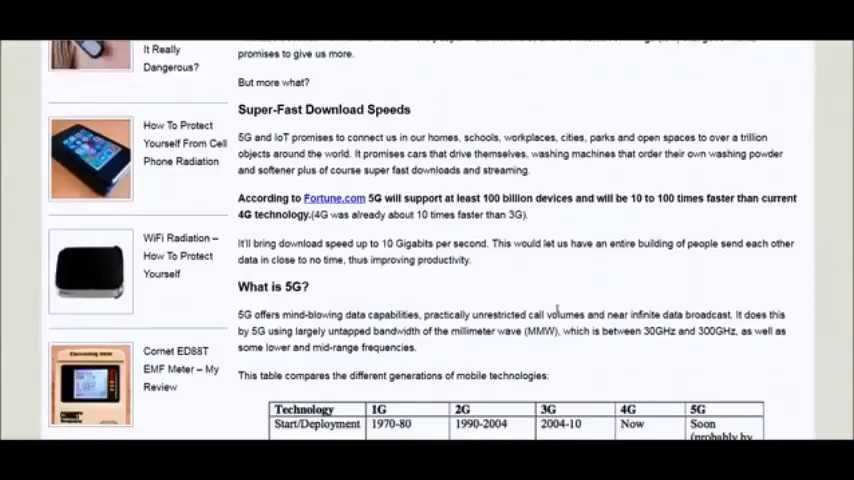 It Really
Dangerous?
How To Protect
Yourself From Cell
Phone Radiation
WiFi Radiation –
How To Protect
Yourself
Cornet ED88T
EMF Meter – My
Review
promises to give us more.
But more what?
Super-Fast Download Speeds
5G and IoT promises to connect us in our homes, schools, workplaces, cities, parks and open spaces to over a trillion
objects around the world. It promises cars that drive themselves, washing machines that order their own washing powder
and softener plus of course super fast downloads and streaming.
According to Fortune.com 5G will support at least 100 billion devices and will be 10 to 100 times faster than current
4G technology.(4G was already about 10 times faster than 3G).
It'll bring download speed up to 10 Gigabits per second. This would let us have an entire building of people send each other
data in close to no time, thus improving productivity.
What is 5G?
5G offers mind-blowing data capabilities, practically unrestricted call volumes and near infinite data broadcast. It does this
by 5G using largely untapped bandwidth of the millimeter wave (MMW), which is between 30GHz and 300GHz, as well as
some lower and mid-range frequencies.
This table compares the different generations of mobile technologies:
Technology 1G 2G 3G 4G 5G
Start/Deployment 1970-80 1990-2004 2004-10 Now Soon
(probably by